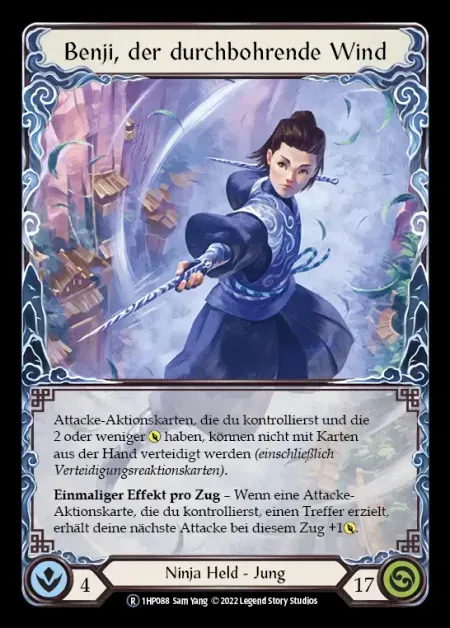 Benji, der durchbohrende Wind
Attacke-Aktionskarten, die du kontrollierst und die
2 oder weniger haben, können nicht mit Karten
aus der Hand verteidigt werden (einschließlich
Verteidigungsreaktionskarten).
Einmaliger Effekt pro Zug – Wenn eine Attacke-
Aktionskarte, die du kontrollierst, einen Treffer erzielt,
erhält deine nächste Attacke bei diesem Zug +1.
4
Ninja Held - Jung
17
R 1HP088 Sam Yang © 2022 Legend Story Studios